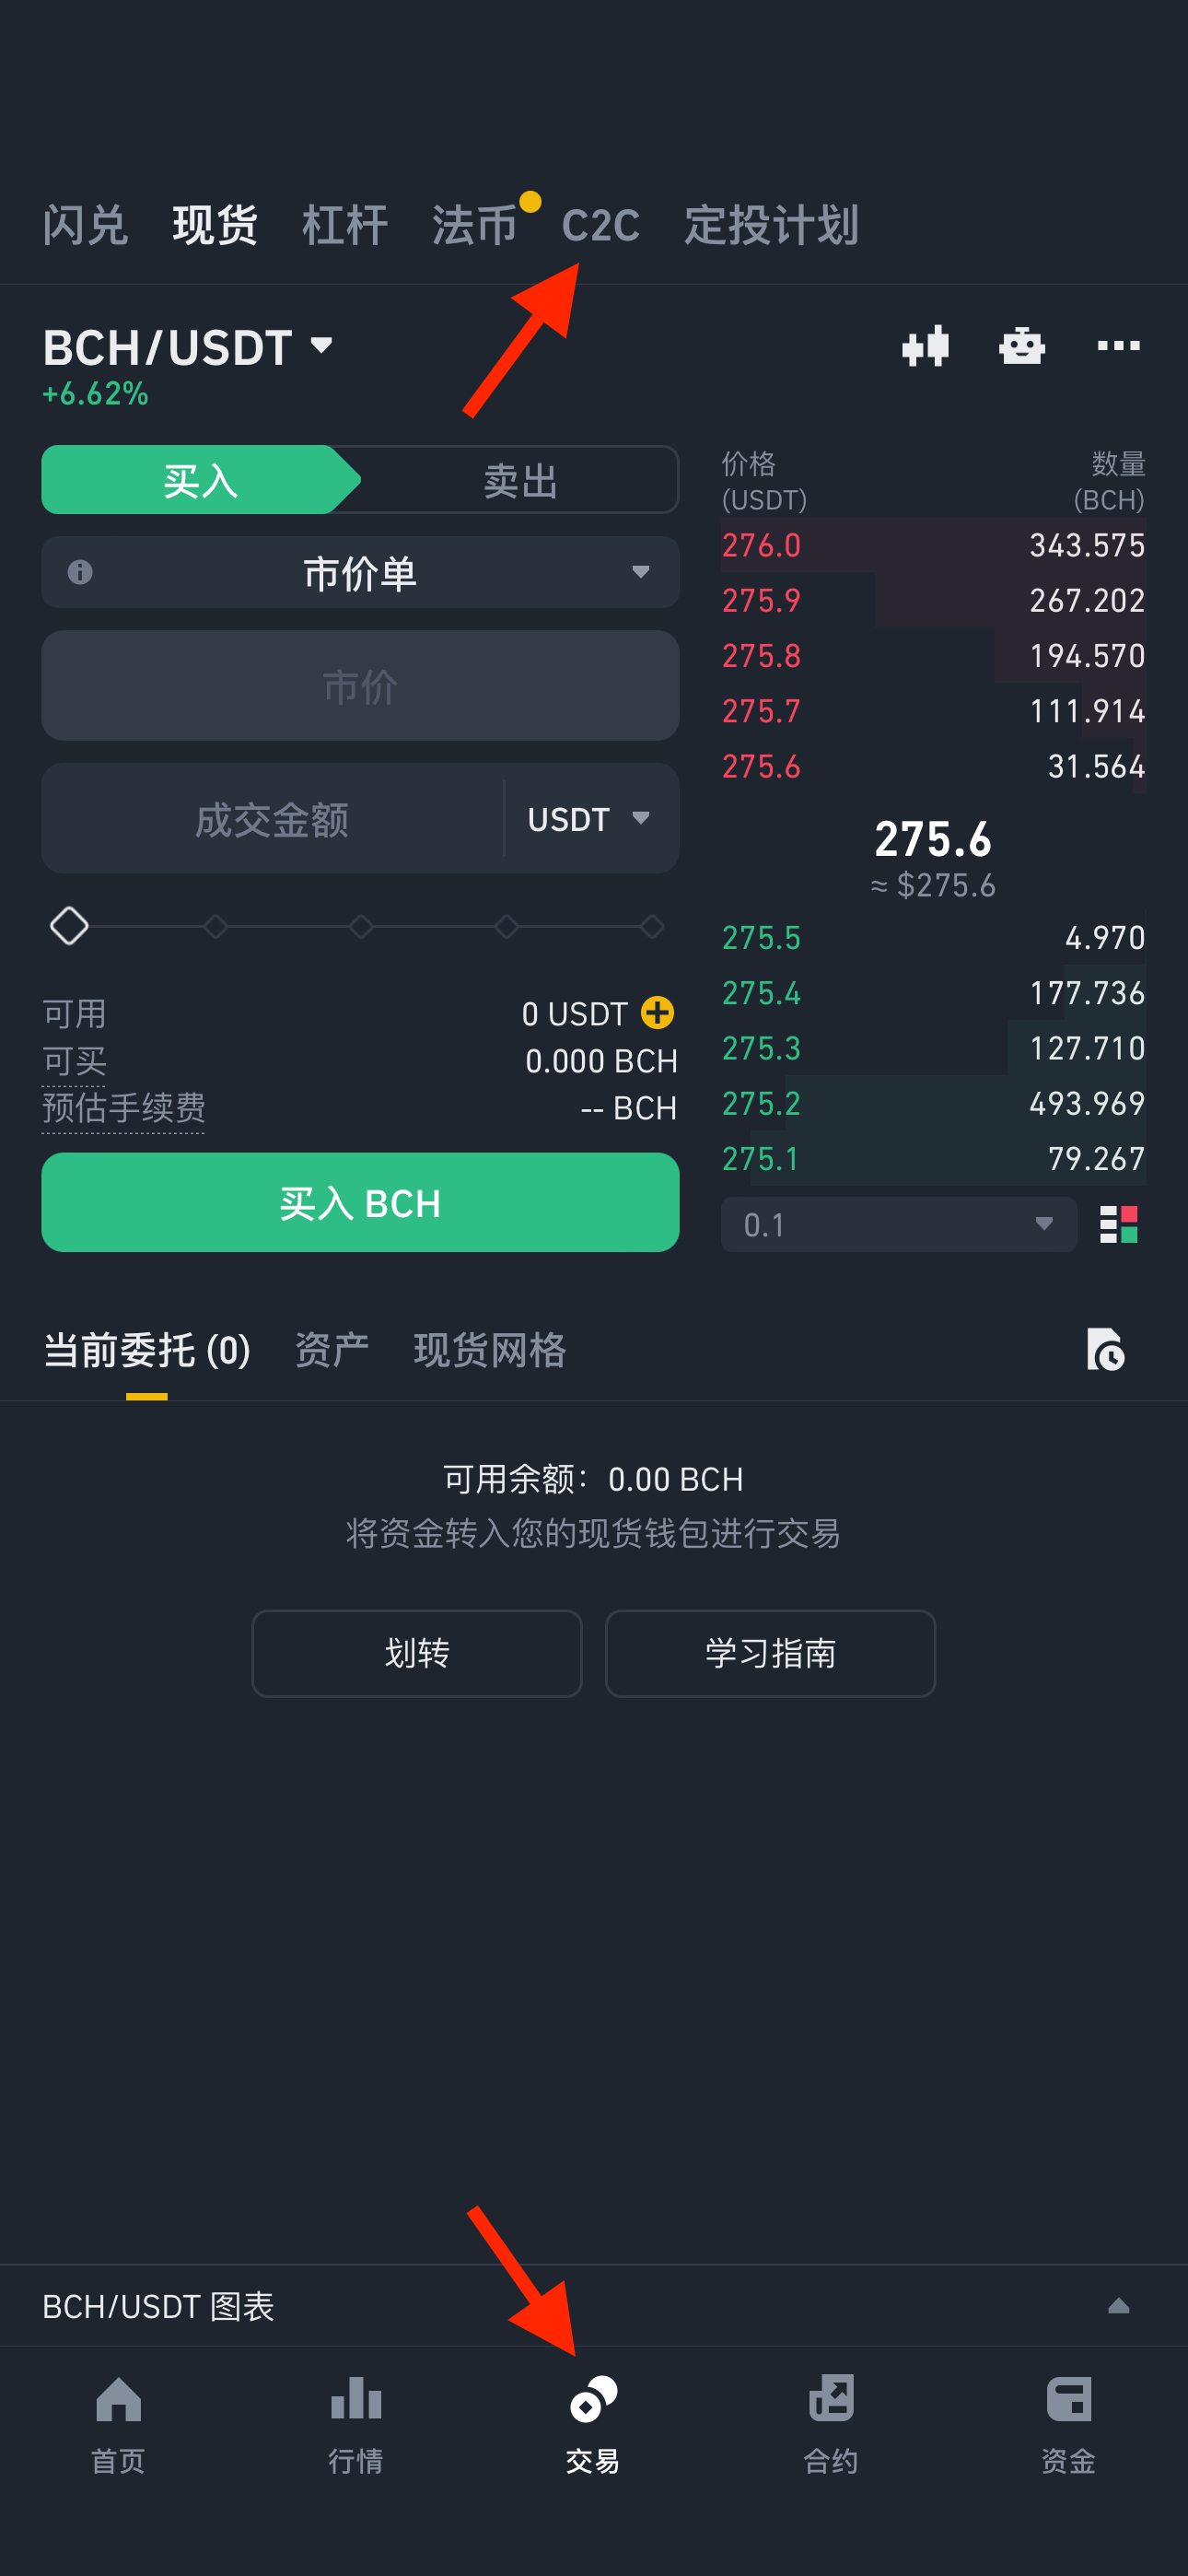 闪兑 现货 杠杆 法币 C2C 定投计划
BCH/USDT
+6.62%
买入 卖出
市价单
市价
成交金额 USDT
可用 0 USDT
可买 0.000 BCH
预估手续费 -- BCH
买入 BCH
价格 数量
(USDT) (BCH)
276.0 343.575
275.9 267.202
275.8 194.570
275.7 111.914
275.6 31.564
275.6
≈ $275.6
275.5 4.970
275.4 177.736
275.3 127.710
275.2 493.969
275.1 79.267
0.1
当前委托 (0) 资产 现货网格
可用余额： 0.00 BCH
将资金转入您的现货钱包进行交易
划转 学习指南
BCH/USDT 图表
首页 行情 交易 合约 资金